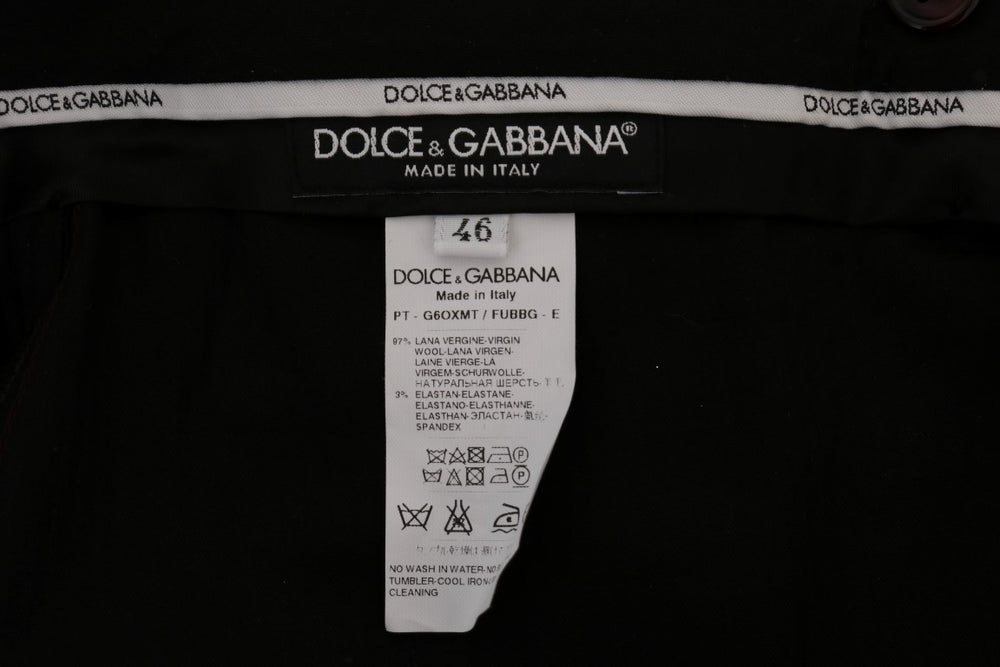 DOLCE&GABBANA DOLCE&GABBANA DOLCE&GABBANA
DOLCE&GABBANA®
MADE IN ITALY
46
DOLCE&GABBANA
Made in Italy
PT - G6OXMT / FUBBG - E
97% LANA VERGINE-VIRGIN
WOOL-LANA VIRGEN-
LAINE VIERGE-LÃ
VIRGEM-SCHURWOLLE-
НАТУРАЛЬНАЯ ШЕРСТЬ-
3% ELASTAN-ELASTANE-
ELASTANO-ELASTHANNE-
ELASTHAN-ЭЛАСТАН-
SPANDEX
P
P
NO WASH IN WATER-NO
TUMBLER-COOL IRON
CLEANING